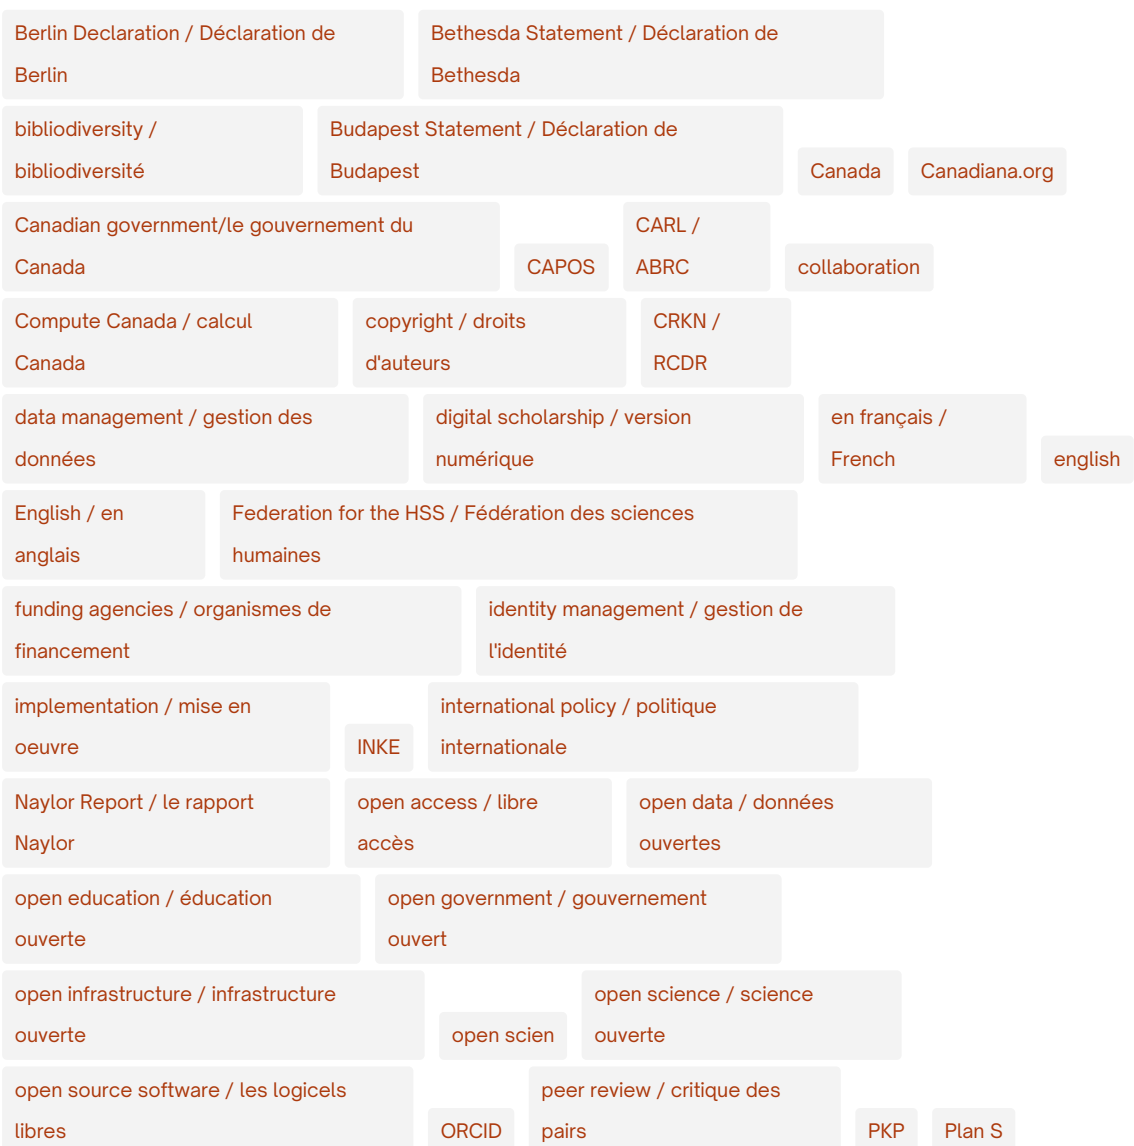 Berlin Declaration / Déclaration de
Berlin
Bethesda Statement / Déclaration de
Bethesda
bibliodiversity /
bibliodiversité
Budapest Statement / Déclaration de
Budapest
Canada
Canadiana.org
Canadian government/le gouvernement du
Canada
CAPOS
CARL /
ABRC
collaboration
Compute Canada / calcul
Canada
copyright / droits
d'auteurs
CRKN /
RCDR
data management / gestion des
données
digital scholarship / version
numérique
en français /
French
english
English / en
anglais
Federation for the HSS / Fédération des sciences
humaines
funding agencies / organismes de
financement
identity management / gestion de
l'identité
implementation / mise en
oeuvre
INKE
international policy / politique
internationale
Naylor Report / le rapport
Naylor
open access / libre
accès
open data / données
ouvertes
open education / éducation
ouverte
open government / gouvernement
ouvert
open infrastructure / infrastructure
ouverte
open scien
open science / science
ouverte
open source software / les logicels
libres
ORCID
peer review / critique des
pairs
PKP
Plan S